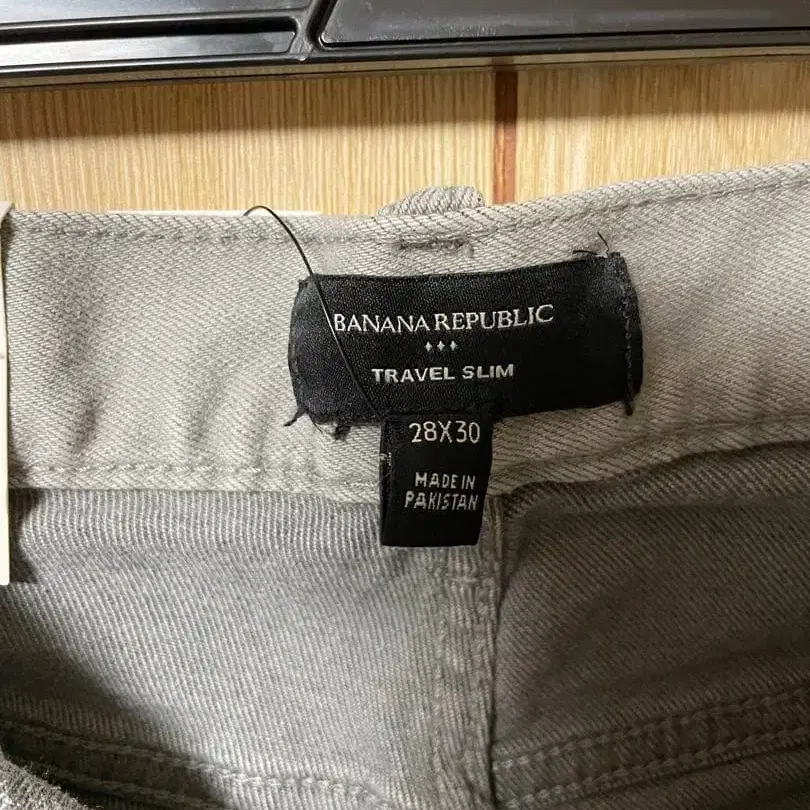 BANANA REPUBLIC
TRAVEL SLIM
28X30
MADE IN
PAKISTAN